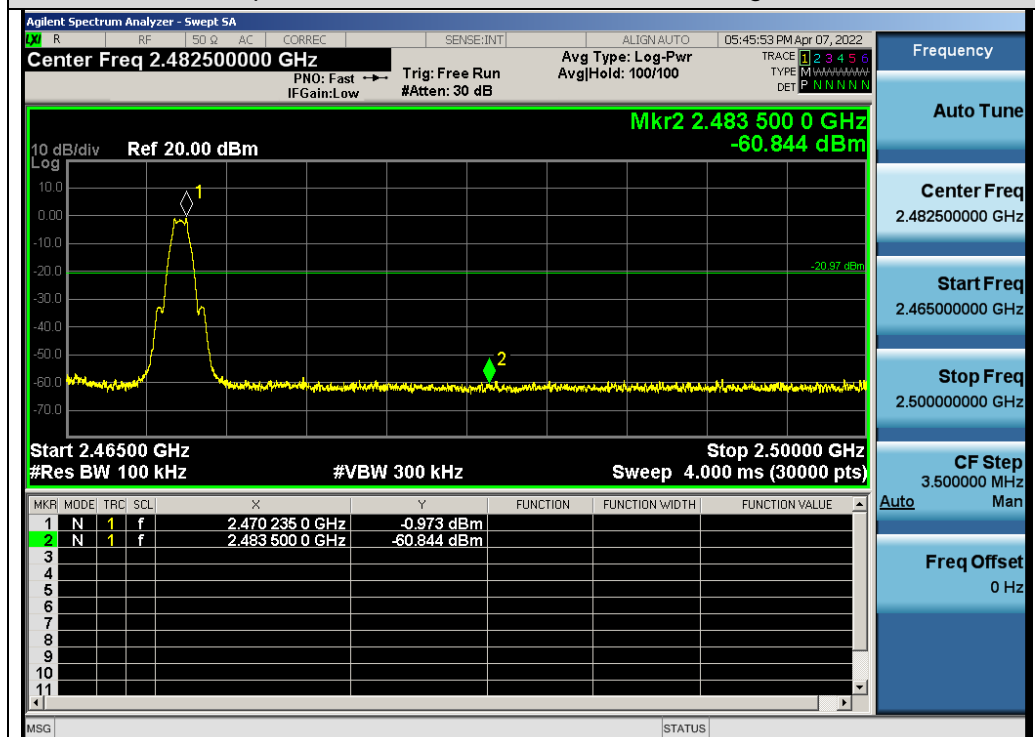 Agilent Spectrum Analyzer - Swept SA
LXI R RF 50 Ω AC CORREC SENSE:INT ALIGN AUTO 05:45:53 PM Apr 07, 2022
Center Freq 2.482500000 GHz
PNO: Fast
IFGain:Low
Trig: Free Run
#Atten: 30 dB
Avg Type: Log-Pwr
Avg|Hold: 100/100
TRACE 1 2 3 4 5 6
TYPE M
DET P N N N N N
Mkr2 2.483 500 0 GHz
-60.844 dBm
10 dB/div Ref 20.00 dBm
Log
10.0
0.00
-10.0
-20.0
-30.0
-40.0
-50.0
-60.0
-70.0
1
-20.97 dBm
2
Start 2.46500 GHz Stop 2.50000 GHz
#Res BW 100 kHz #VBW 300 kHz Sweep 4.000 ms (30000 pts)
MKR MODE TRC SCL X Y FUNCTION FUNCTION WIDTH FUNCTION VALUE
1 N 1 f 2.470 235 0 GHz -0.973 dBm
2 N 1 f 2.483 500 0 GHz -60.844 dBm
3
4
5
6
7
8
9
10
11
MSG STATUS
Frequency
Auto Tune
Center Freq
2.482500000 GHz
Start Freq
2.465000000 GHz
Stop Freq
2.500000000 GHz
CF Step
3.500000 MHz
Auto Man
Freq Offset
0 Hz